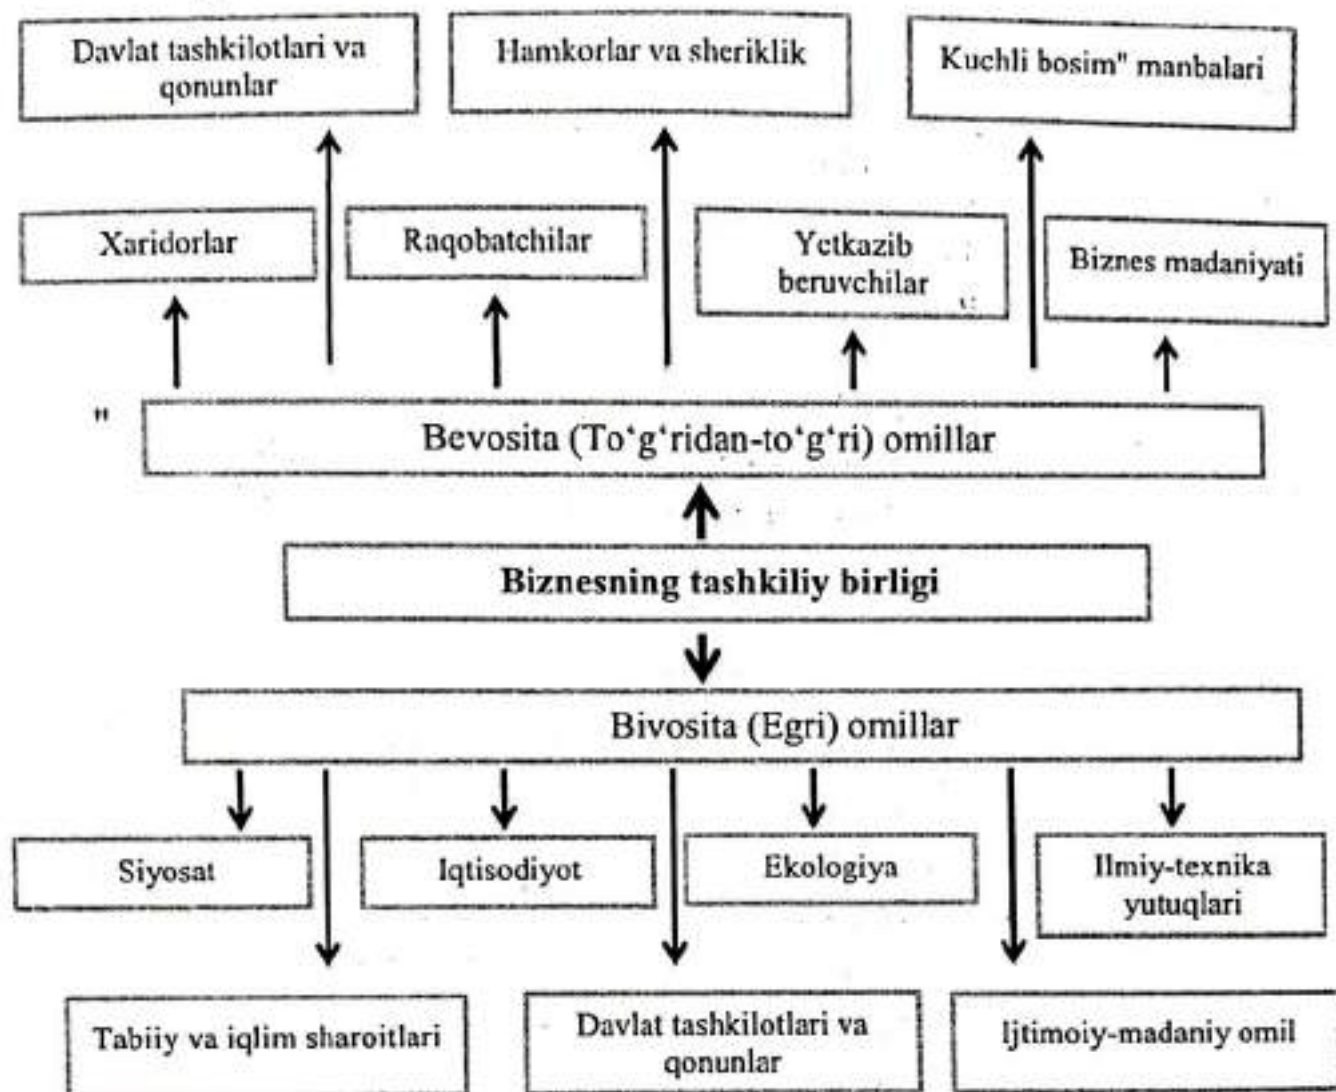 Davlat tashkilotlari va
qonunlar
Hamkorlar va sheriklik
Kuchli bosim" manbalari
Xaridorlar
Raqobatchilar
Yetkazib
beruvchilar
Biznes madaniyati
"
Bevosita (To‘g‘ridan-to‘g‘ri) omillar
Biznesning tashkiliy birligi
Bivosita (Egri) omillar
Siyosat
Iqtisodiyot
Ekologiya
Ilmiy-texnika
yutuqlari
Tabiiy va iqlim sharoitlari
Davlat tashkilotlari va
qonunlar
Ijtimoiy-madaniy omil